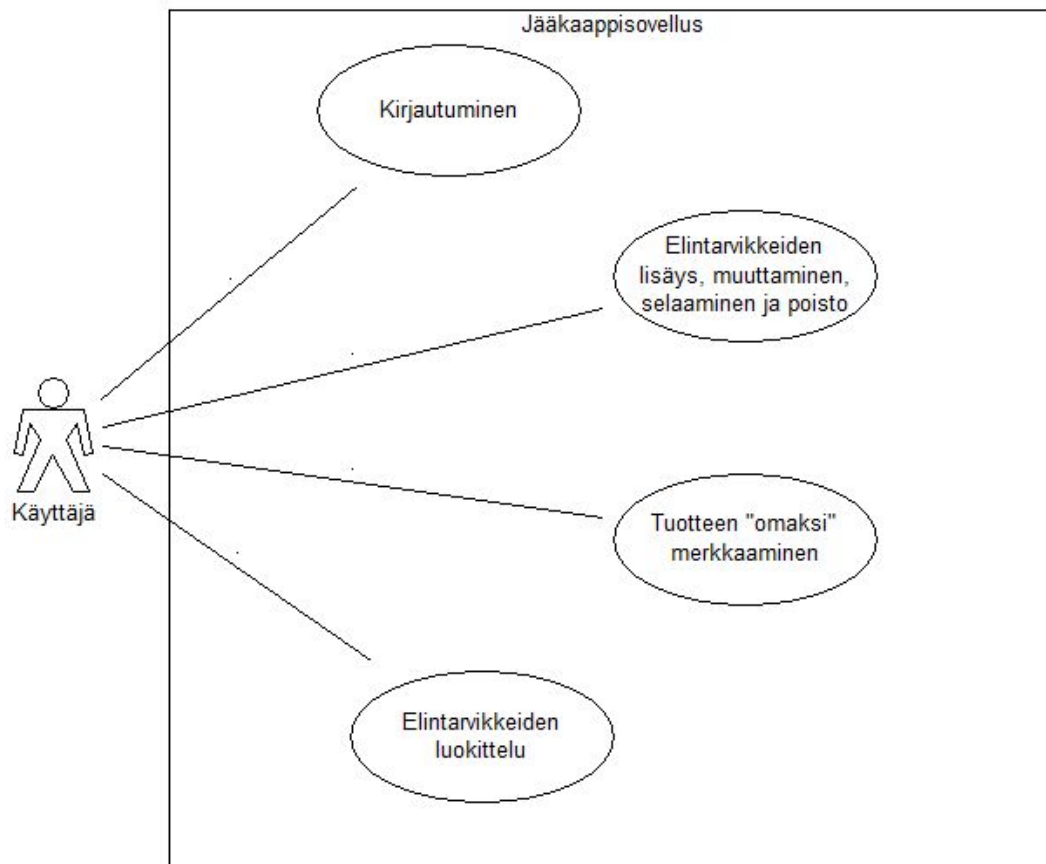 Jääkaappisovellus
Kirjautuminen
Elintarvikkeiden
lisäys, muuttaminen,
selaaminen ja poisto
Käyttäjä
Tuotteen "omaksi"
merkkaaminen
Elintarvikkeiden
luokittelu